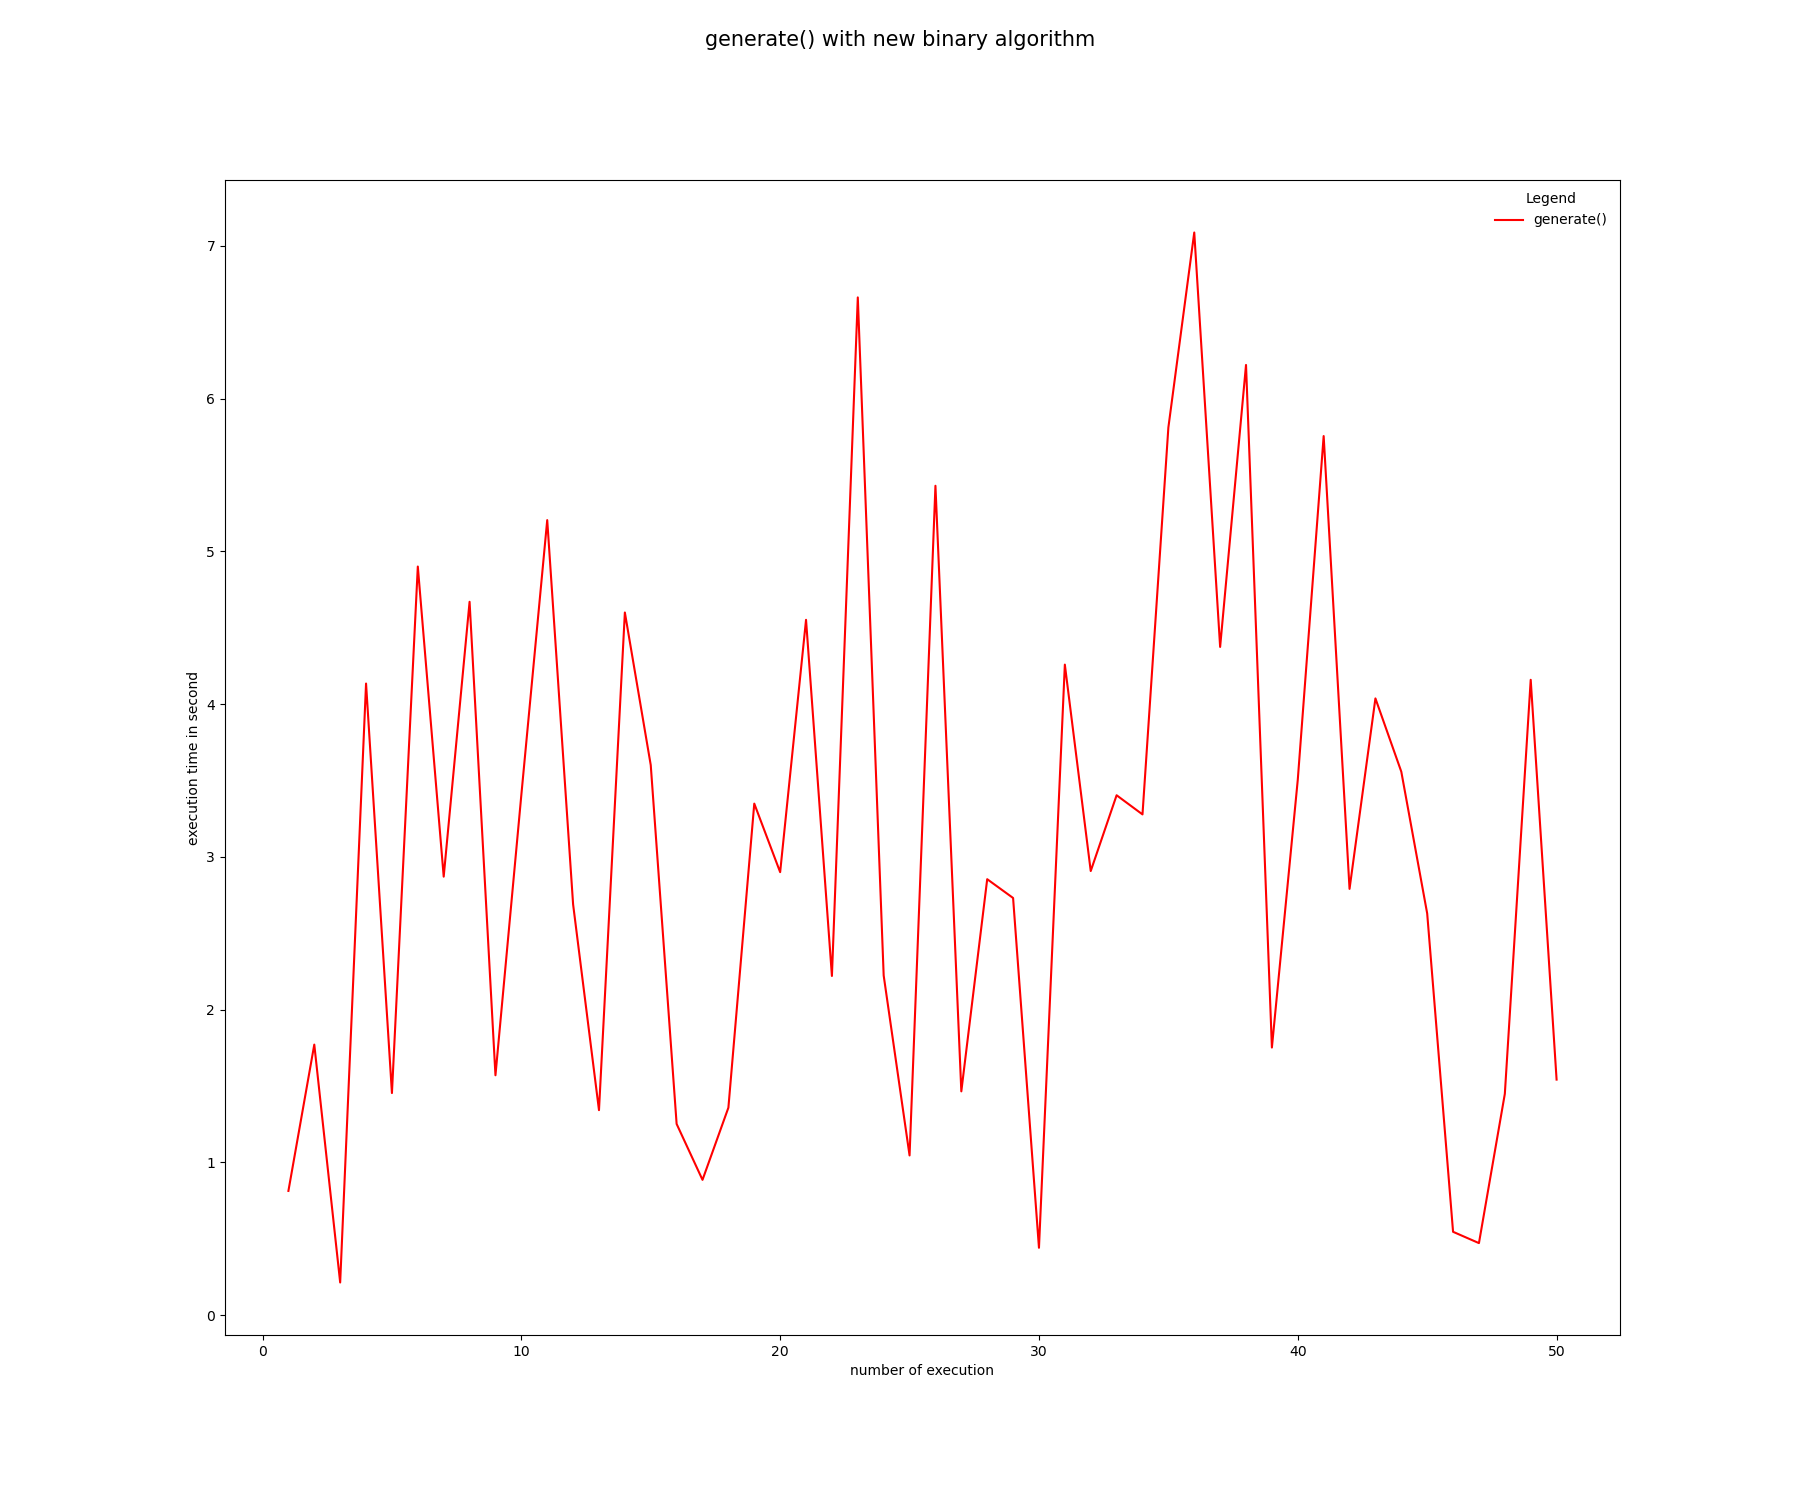 generate() with new binary algorithm
Legend
generate()
7
6
5
4
3
2
1
0
execution time in second
0 10 20 30 40 50
number of execution